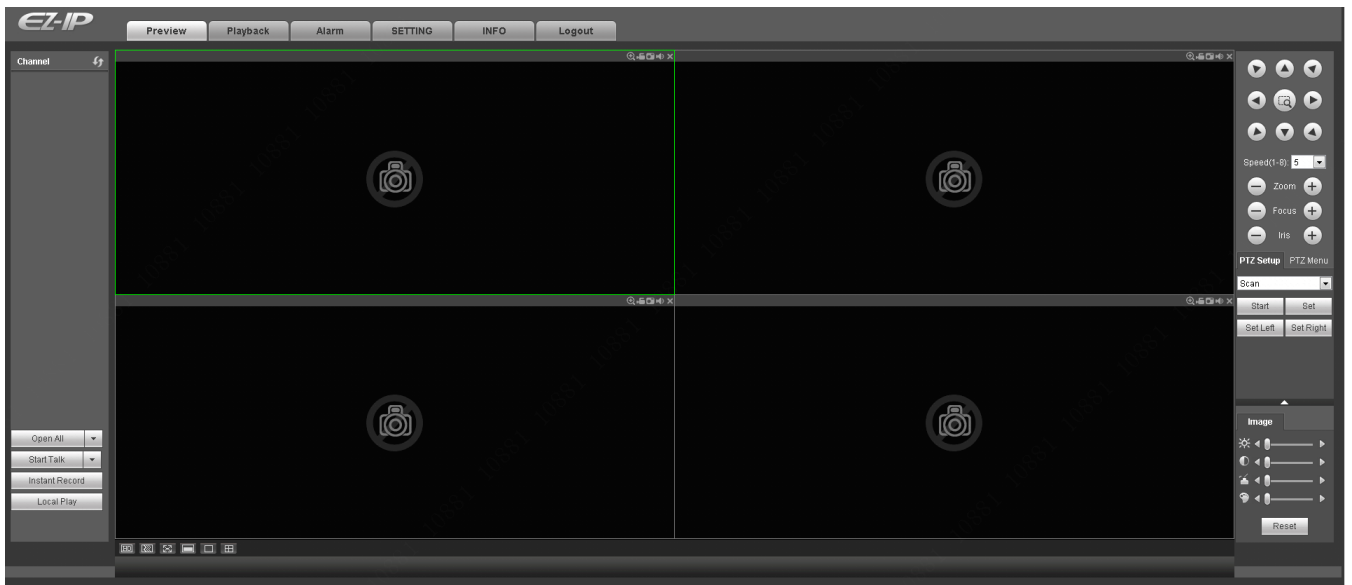 EZ-IP
Preview Playback Alarm SETTING INFO Logout
Channel
Speed(1-8): 5
Zoom
Focus
Iris
PTZ Setup PTZ Menu
Scan
Start Set
Set Left Set Right
Open All
Start Talk
Instant Record
Local Play
Image
Reset